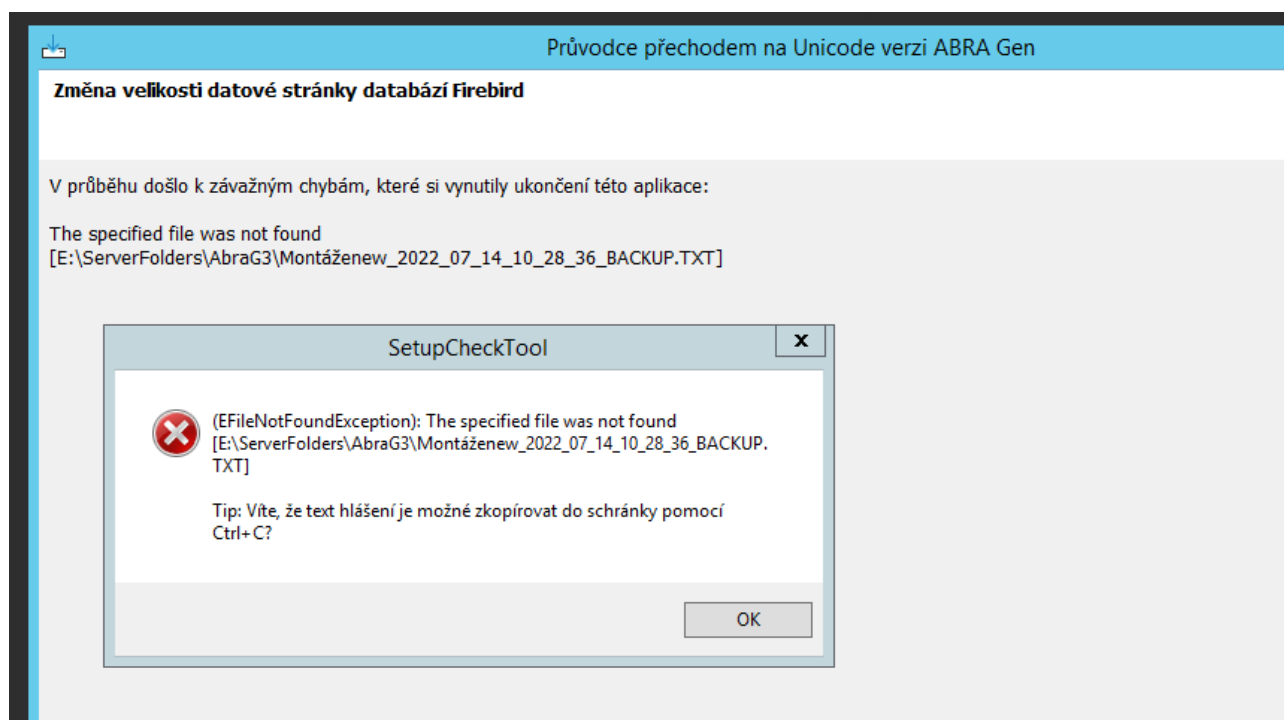 Průvodce přechodem na Unicode verzi ABRA Gen
Změna velikosti datové stránky databází Firebird
V průběhu došlo k závažným chybám, které si vynutily ukončení této aplikace:
The specified file was not found
[E:\ServerFolders\AbraG3\Montáženew_2022_07_14_10_28_36_BACKUP.TXT]
SetupCheckTool
x
(EFileNotFoundException): The specified file was not found
[E:\ServerFolders\AbraG3\Montáženew_2022_07_14_10_28_36_BACKUP.
TXT]
Tip: Víte, že text hlášení je možné zkopírovat do schránky pomocí
Ctrl+C?
OK